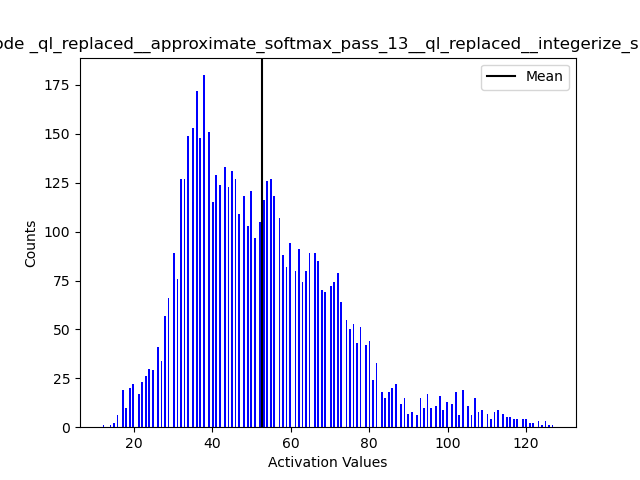 ode _ql_replaced__approximate_softmax_pass_13__ql_replaced__integerize_s
Mean
175
150
125
100
75
50
25
0
Counts
20 40 60 80 100 120
Activation Values